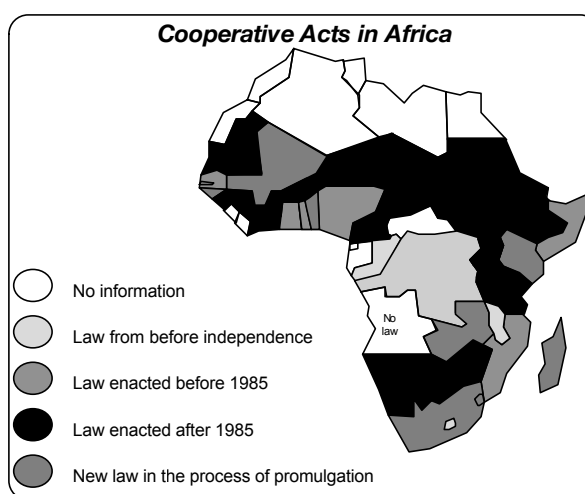 Cooperative Acts in Africa
No
law
No information
Law from before independence
Law enacted before 1985
Law enacted after 1985
New law in the process of promulgation